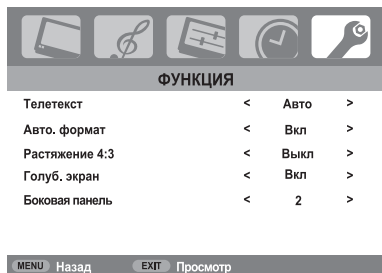 ФУНКЦИЯ
Телетекст < Авто >
Авто. формат < Вкл >
Растяжение 4:3 < Выкл >
Голуб. экран < Вкл >
Боковая панель < 2 >
MENU Назад EXIT Просмотр